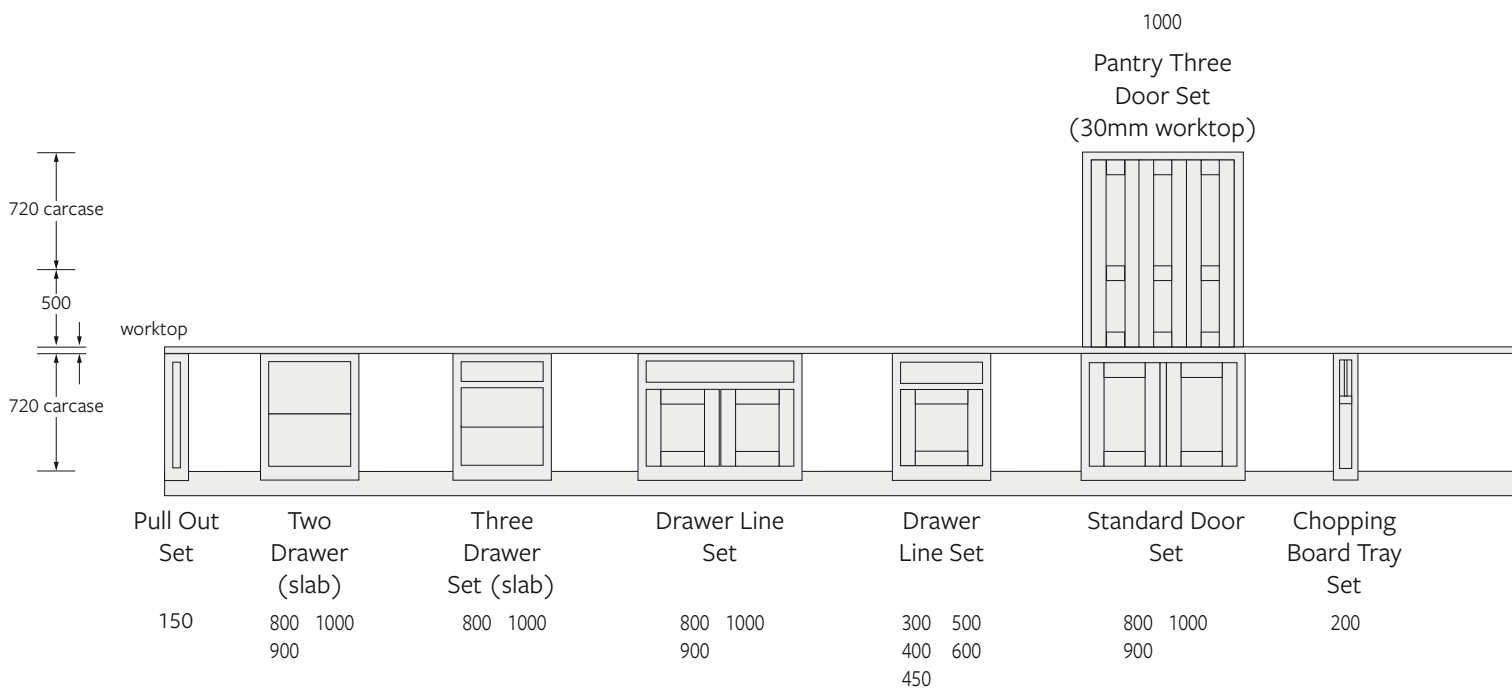 1000
Pantry Three
Door Set
(30mm worktop)
720 carcase
500
worktop
720 carcase
Pull Out
Set
150
Two
Drawer
(slab)
800 1000
900
Three
Drawer
Set (slab)
800 1000
Drawer Line
Set
800 1000
900
Drawer
Line Set
300 500
400 600
450
Standard Door
Set
800 1000
900
Chopping
Board Tray
Set
200